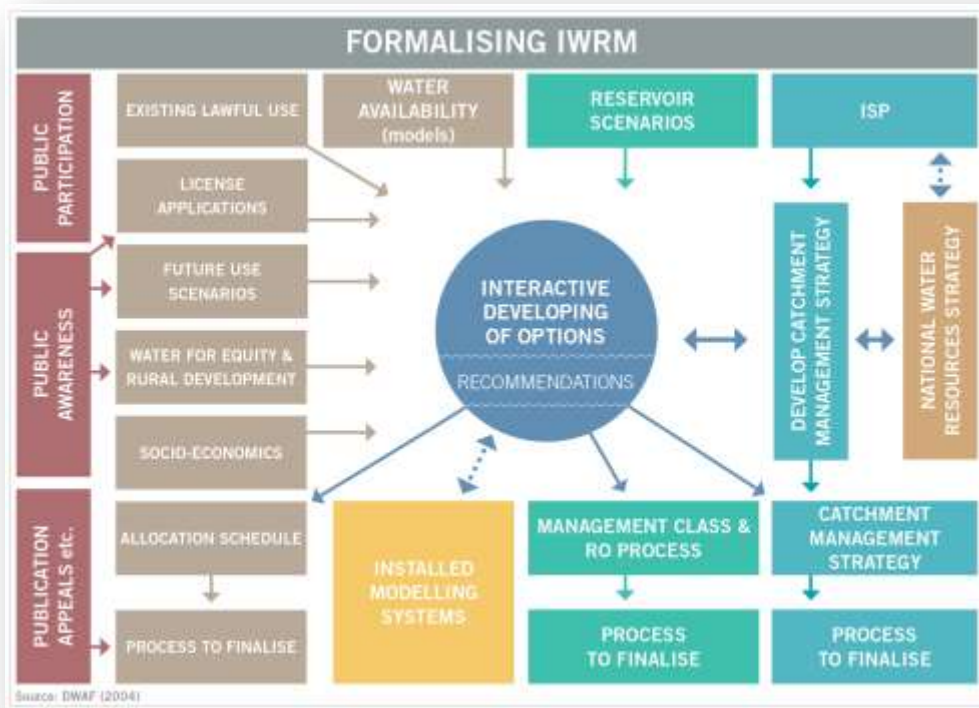 FORMALISING IWRM
PUBLIC
PARTICIPATION
PUBLIC
AWARENESS
PUBLICATION
APPEALS etc.
EXISTING LAWFUL USE
LICENSE
APPLICATIONS
FUTURE USE
SCENARIOS
WATER FOR EQUITY &
RURAL DEVELOPMENT
SOCIO-ECONOMICS
ALLOCATION SCHEDULE
PROCESS TO FINALISE
WATER
AVAILABILITY
(models)
RESERVOIR
SCENARIOS
ISP
INTERACTIVE
DEVELOPING
OF OPTIONS
RECOMMENDATIONS
DEVELOP CATCHMENT
MANAGEMENT STRATEGY
NATIONAL WATER
RESOURCES STRATEGY
INSTALLED
MODELLING
SYSTEMS
MANAGEMENT CLASS &
RO PROCESS
PROCESS
TO FINALISE
CATCHMENT
MANAGEMENT
STRATEGY
PROCESS
TO FINALISE
Source: DWAF (2004)